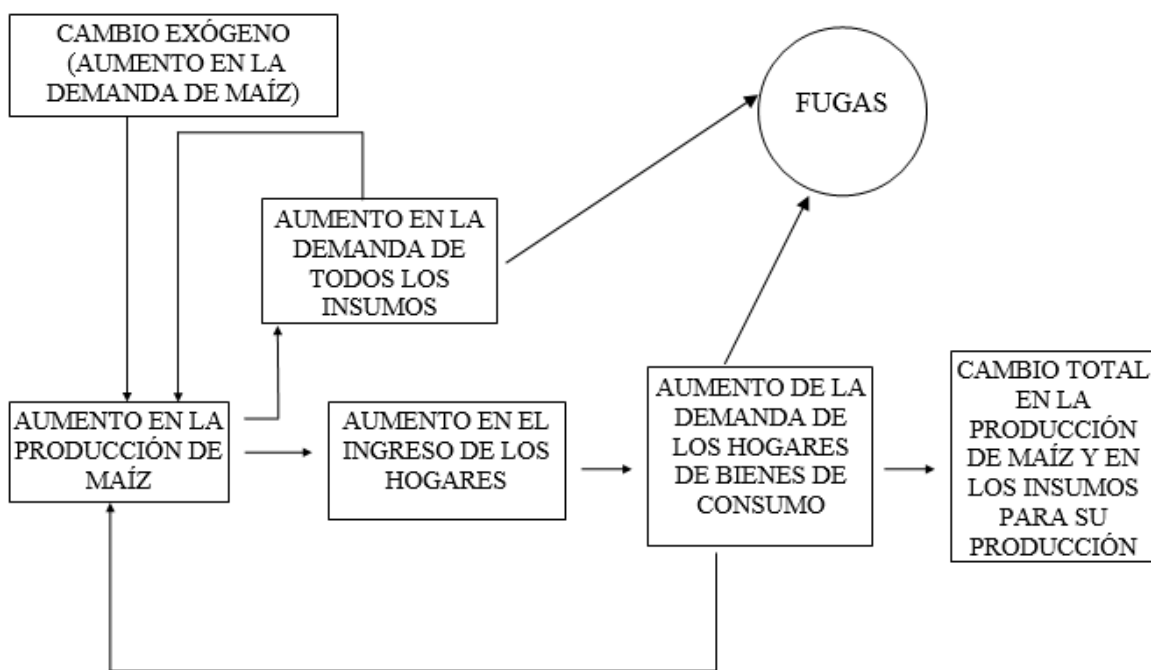 CAMBIO EXÓGENO
(AUMENTO EN LA
DEMANDA DE MAÍZ)
FUGAS
AUMENTO EN LA
DEMANDA DE
TODOS LOS
INSUMOS
AUMENTO EN LA
PRODUCCIÓN DE
MAÍZ
AUMENTO EN EL
INGRESO DE LOS
HOGARES
AUMENTO DE LA
DEMANDA DE
LOS HOGARES
DE BIENES DE
CONSUMO
CAMBIO TOTAL
EN LA
PRODUCCIÓN
DE MAÍZ Y EN
LOS INSUMOS
PARA SU
PRODUCCIÓN